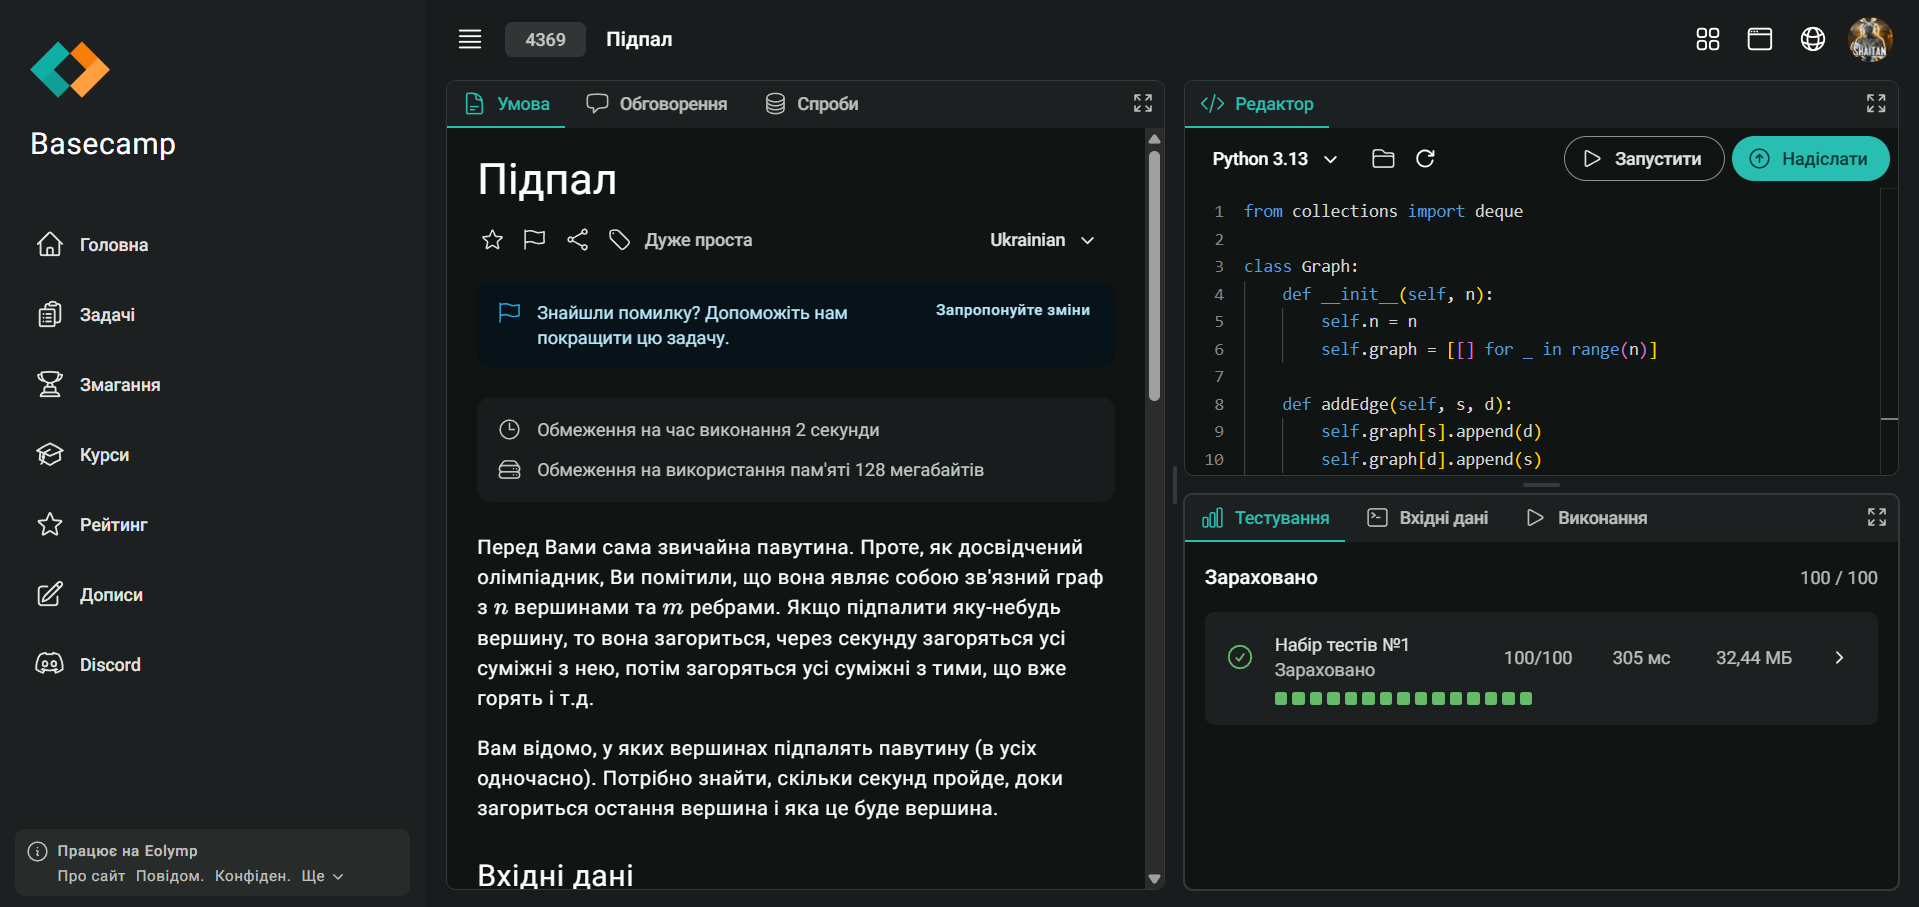 Basecamp
Головна
Задачі
Змагання
Курси
Рейтинг
Дописи
Discord
Працює на Eolymp
Про сайт Повідом. Конфіден. Ще
4369 Підпал
Умова Обговорення Спроби
Підпал
Дуже проста Ukrainian
Знайшли помилку? Допоможіть нам
покращити цю задачу.
Запропонуйте зміни
Обмеження на час виконання 2 секунди
Обмеження на використання пам'яті 128 мегабайтів
Перед Вами сама звичайна павутина. Проте, як досвідчений
олімпіадник, Ви помітили, що вона являє собою зв'язний граф
з n вершинами та m ребрами. Якщо підпалити яку-небудь
вершину, то вона загориться, через секунду загоряться усі
суміжні з нею, потім загоряться усі суміжні з тими, що вже
горять і т.д.
Вам відомо, у яких вершинах підпалять павутину (в усіх
одночасно). Потрібно знайти, скільки секунд пройде, доки
загориться остання вершина і яка це буде вершина.
Вхідні дані
SHAITAN
Редактор
Python 3.13 Запустити Надіслати
1 from collections import deque
2
3 class Graph:
4 def __init__(self, n):
5 self.n = n
6 self.graph = [[] for _ in range(n)]
7
8 def addEdge(self, s, d):
9 self.graph[s].append(d)
10 self.graph[d].append(s)
Тестування Вхідні дані Виконання
Зараховано 100 / 100
Набір тестів №1
Зараховано
100/100 305 мс 32,44 МБ